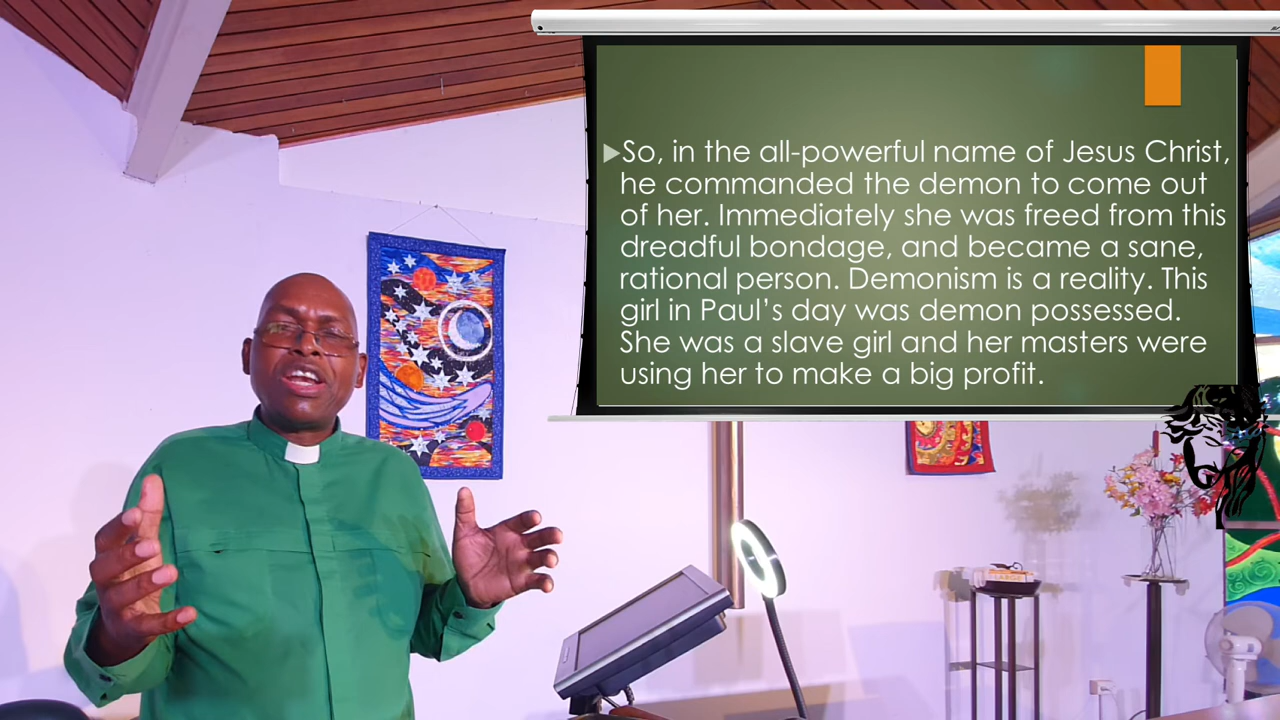 So, in the all-powerful name of Jesus Christ,
he commanded the demon to come out
of her. Immediately she was freed from this
dreadful bondage, and became a sane,
rational person. Demonism is a reality. This
girl in Paul's day was demon possessed.
She was a slave girl and her masters were
using her to make a big profit.